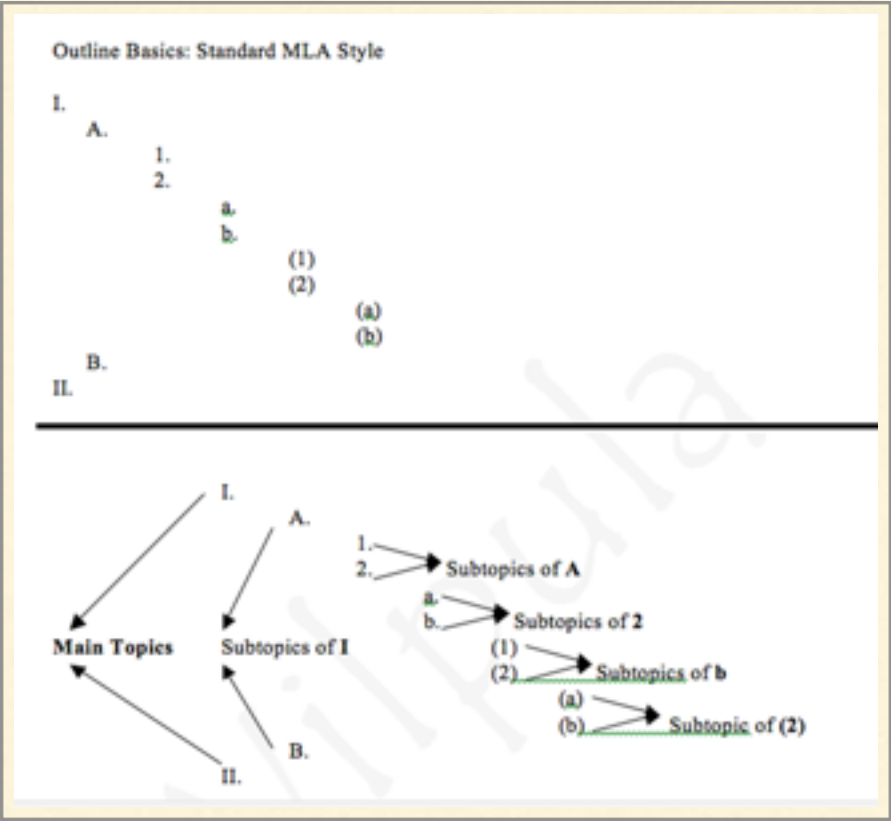 Outline Basics: Standard MLA Style
I.
A.
1.
2.
a.
b.
(1)
(2)
(a)
(b)
B.
II.
I.
A.
1.
2.
Subtopics of A
a.
b.
Subtopics of 2
Main Topics
Subtopics of I
(1)
(2)
Subtopics of b
(a)
(b)
Subtopic of (2)
B.
II.
Vilpula